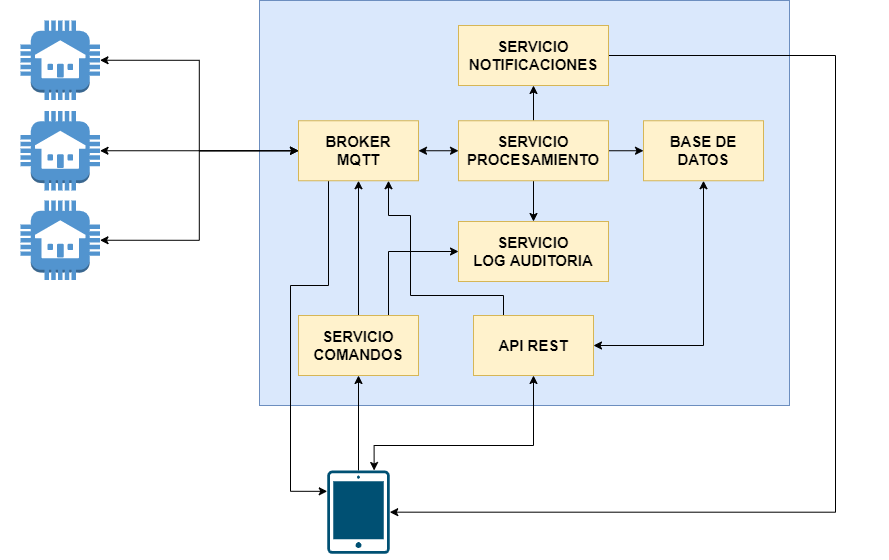 SERVICIO
NOTIFICACIONES
BROKER
MQTT
SERVICIO
PROCESAMIENTO
BASE DE
DATOS
SERVICIO
LOG AUDITORIA
SERVICIO
COMANDOS
API REST